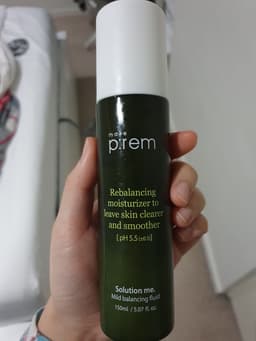 make
p:rem
Rebalancing
moisturizer to
leave skin clearer
and smoother
[ pH 5.5 (±0.5) ]
Solution me.
Mild balancing fluid
150ml / 5.07 fl. oz.